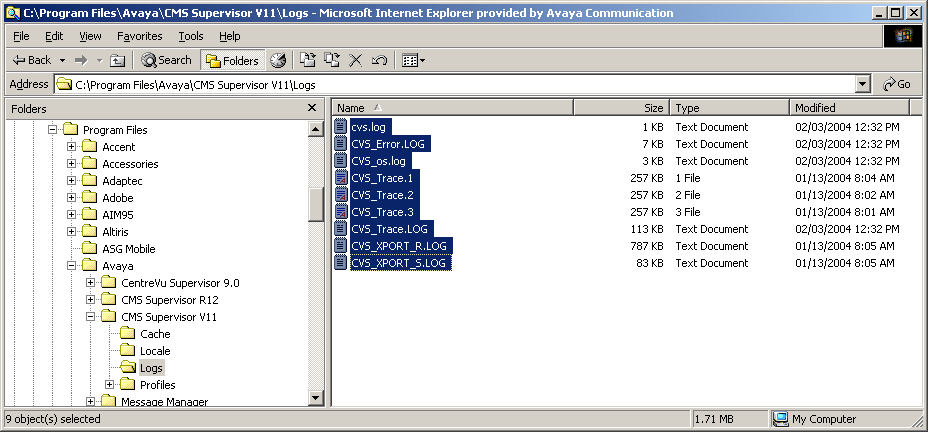 C:\Program Files\Avaya\CMS Supervisor V11\Logs - Microsoft Internet Explorer provided by Avaya Communication
File Edit View Favorites Tools Help
Back Search Folders
Address C:\Program Files\Avaya\CMS Supervisor V11\Logs Go
Folders
Program Files
Accent
Accessories
Adaptec
Adobe
AIM95
Altiris
ASG Mobile
Avaya
CentreVu Supervisor 9.0
CMS Supervisor R12
CMS Supervisor V11
Cache
Locale
Logs
Profiles
Message Manager
Name Size Type Modified
cvs.log 1 KB Text Document 02/03/2004 12:32 PM
CVS_Error.LOG 7 KB Text Document 02/03/2004 12:32 PM
CVS_os.log 3 KB Text Document 02/03/2004 12:32 PM
CVS_Trace.1 257 KB 1 File 01/13/2004 8:04 AM
CVS_Trace.2 257 KB 2 File 01/13/2004 8:02 AM
CVS_Trace.3 257 KB 3 File 01/13/2004 8:01 AM
CVS_Trace.LOG 113 KB Text Document 02/03/2004 12:32 PM
CVS_XPORT_R.LOG 787 KB Text Document 01/13/2004 8:05 AM
CVS_XPORT_S.LOG 83 KB Text Document 01/13/2004 8:05 AM
9 object(s) selected 1.71 MB My Computer